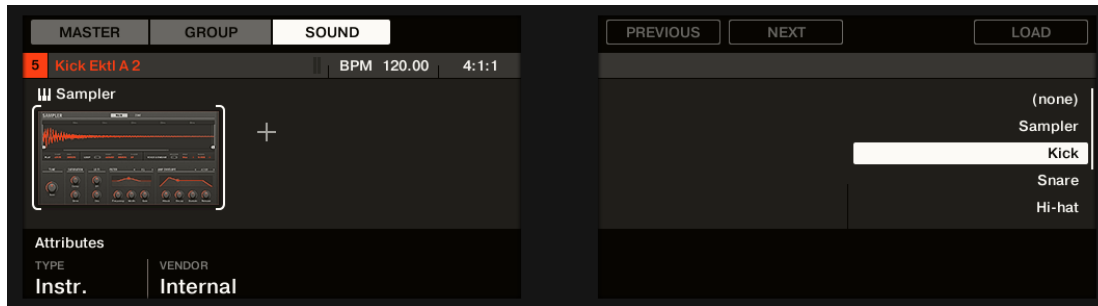 MASTER GROUP SOUND
5 Kick Ektl A 2 BPM 120.00 4:1:1
Sampler
SAMPLER
+
Attributes
TYPE VENDOR
Instr. Internal
PREVIOUS NEXT LOAD
(none)
Sampler
Kick
Snare
Hi-hat